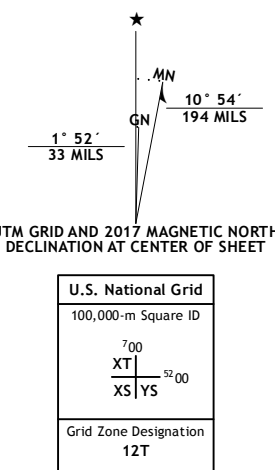 MN
GN
1° 52´
33 MILS
10° 54´
194 MILS
UTM GRID AND 2017 MAGNETIC NORTH
DECLINATION AT CENTER OF SHEET
U.S. National Grid
100,000-m Square ID
⁷00
XT
⁵²00
XS YS
Grid Zone Designation
12T